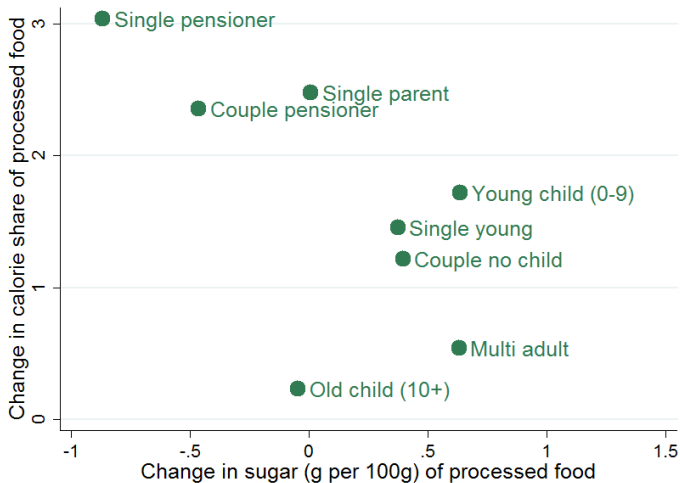 Change in calorie share of processed food
3
2
1
0
Single pensioner
Single parent
Couple pensioner
Young child (0-9)
Single young
Couple no child
Multi adult
Old child (10+)
-1 -.5 0 .5 1 1.5
Change in sugar (g per 100g) of processed food